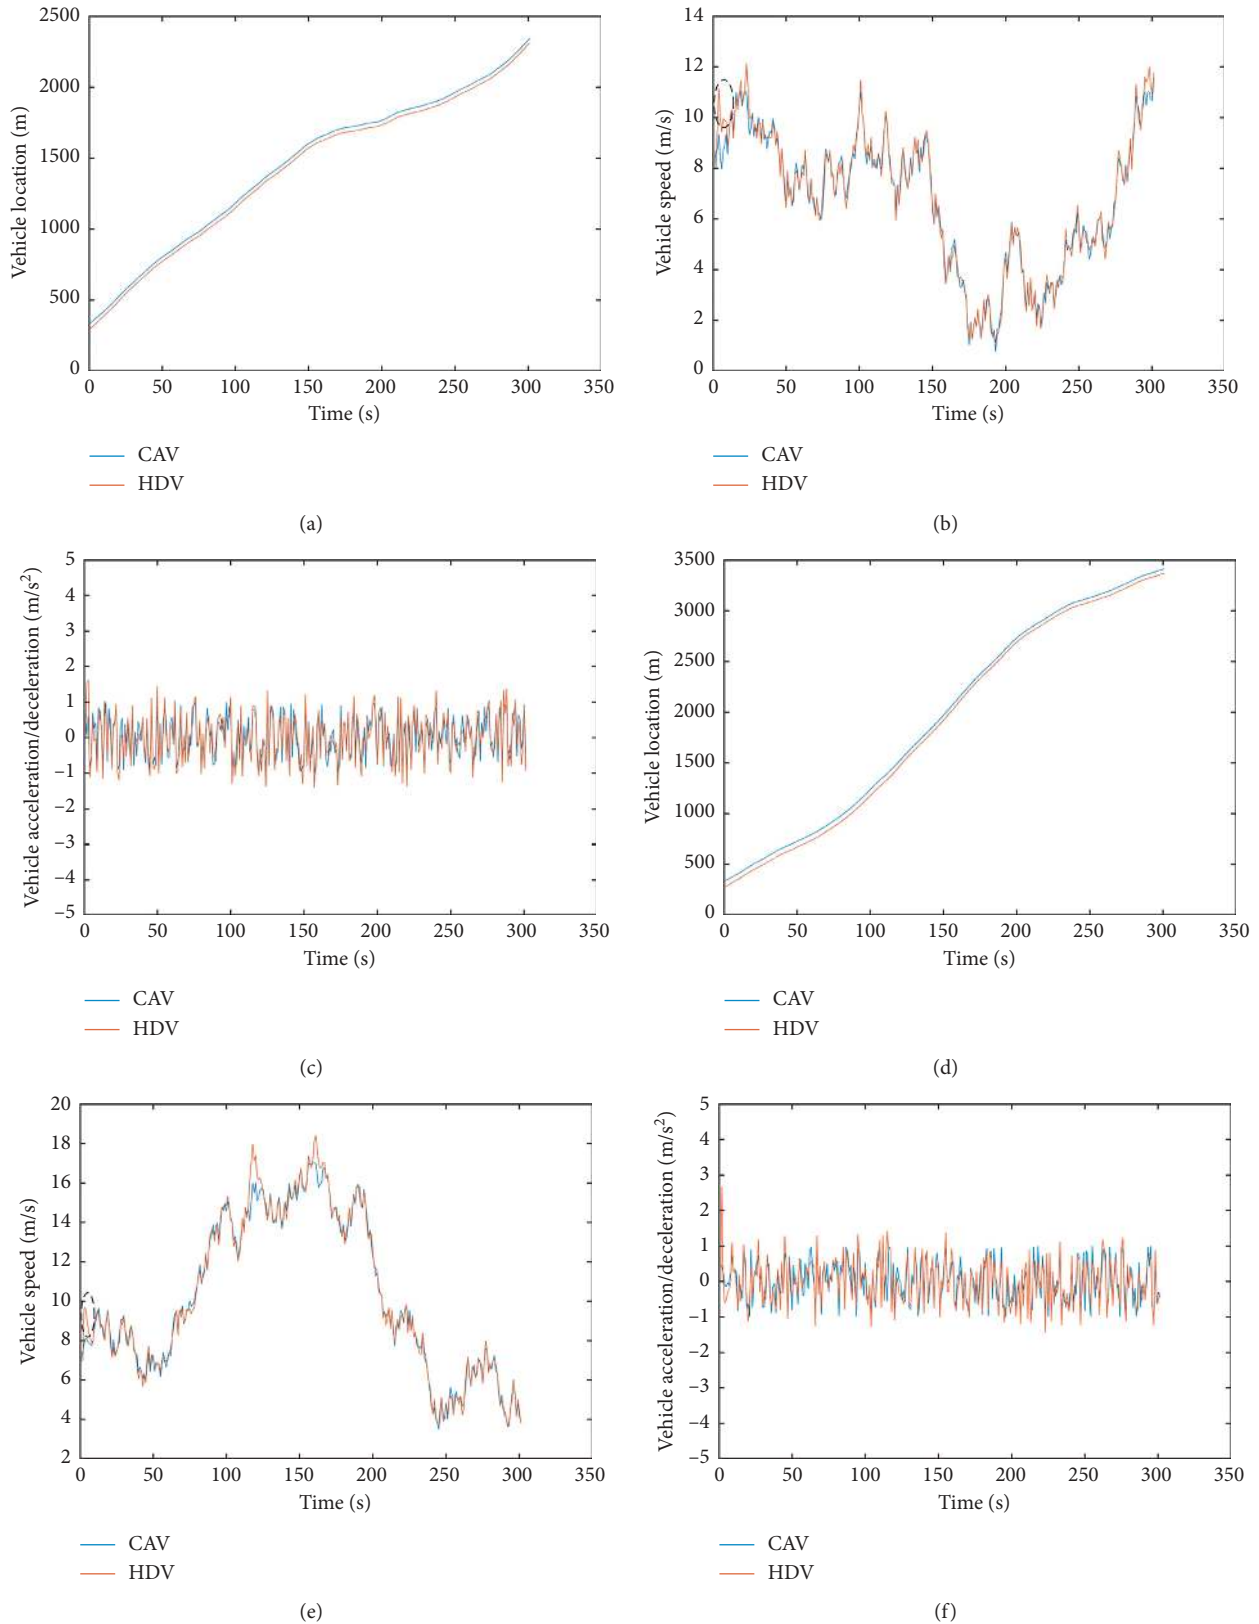 2500
2000
1500
1000
500
0
Vehicle location (m)
0 50 100 150 200 250 300 350
Time (s)
CAV
HDV
(a)
14
12
10
8
6
4
2
0
Vehicle speed (m/s)
0 50 100 150 200 250 300 350
Time (s)
CAV
HDV
(b)
5
4
3
2
1
0
−1
−2
−3
−4
−5
Vehicle acceleration/deceleration (m/s²)
0 50 100 150 200 250 300 350
Time (s)
CAV
HDV
(c)
3500
3000
2500
2000
1500
1000
500
0
Vehicle location (m)
0 50 100 150 200 250 300 350
Time (s)
CAV
HDV
(d)
20
18
16
14
12
10
8
6
4
2
Vehicle speed (m/s)
0 50 100 150 200 250 300 350
Time (s)
CAV
HDV
(e)
5
4
3
2
1
0
−1
−2
−3
−4
−5
Vehicle acceleration/deceleration (m/s²)
0 50 100 150 200 250 300 350
Time (s)
CAV
HDV
(f)